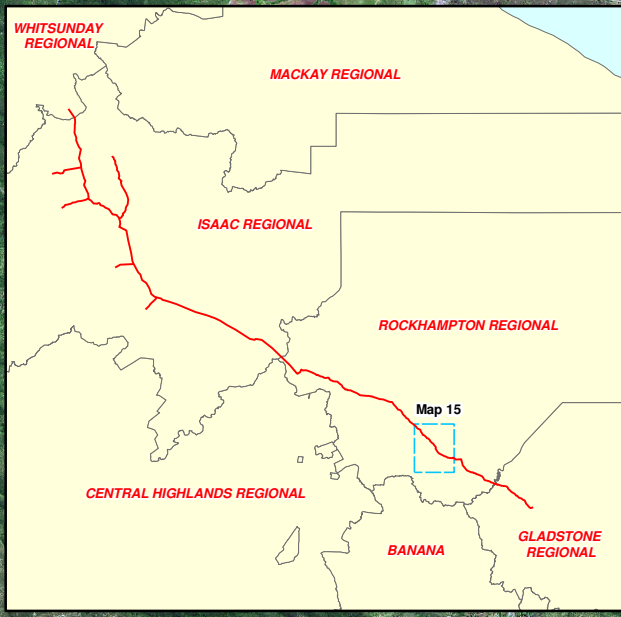 WHITSUNDAY
REGIONAL
MACKAY REGIONAL
ISAAC REGIONAL
ROCKHAMPTON REGIONAL
Map 15
CENTRAL HIGHLANDS REGIONAL
BANANA
GLADSTONE
REGIONAL